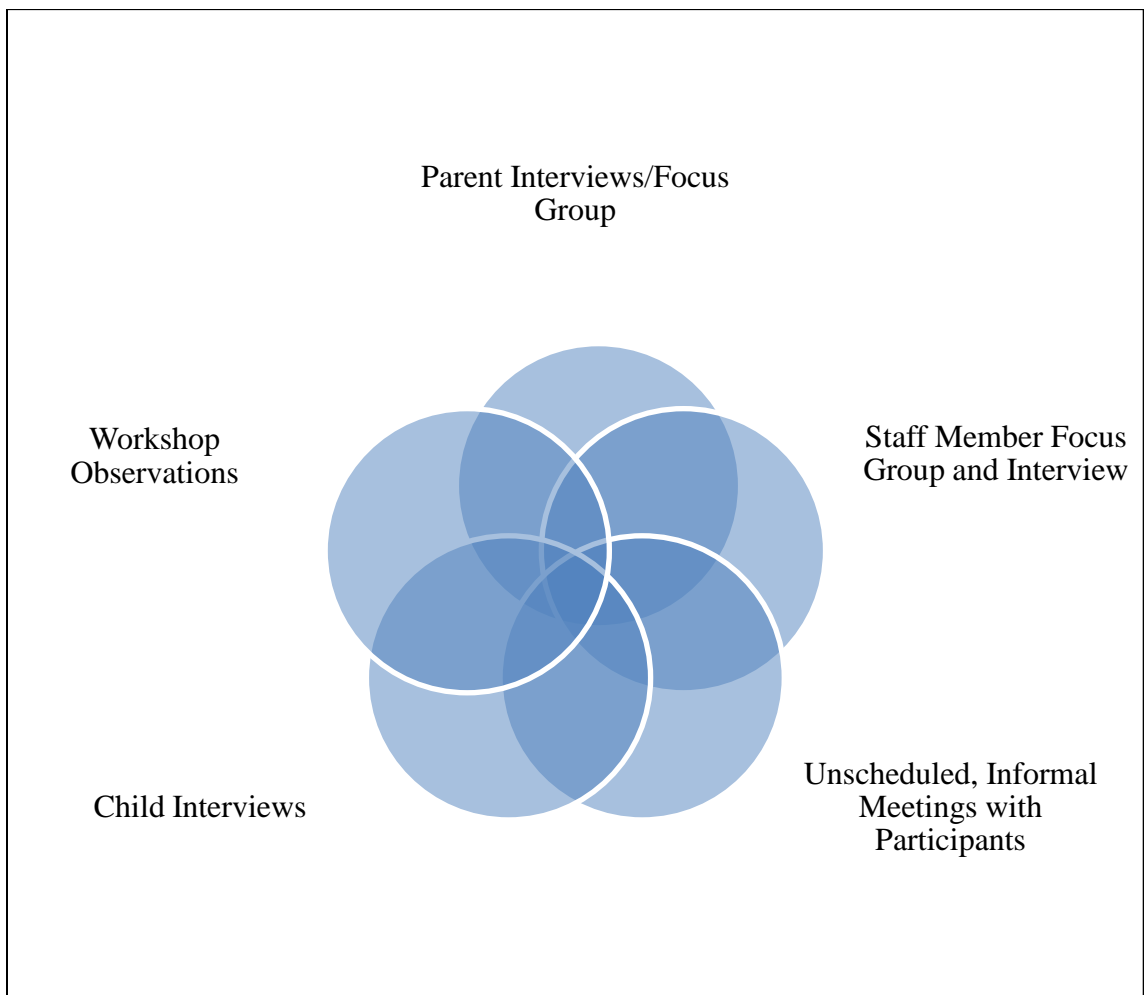 Parent Interviews/Focus
Group
Workshop
Observations
Staff Member Focus
Group and Interview
Child Interviews
Unscheduled, Informal
Meetings with
Participants